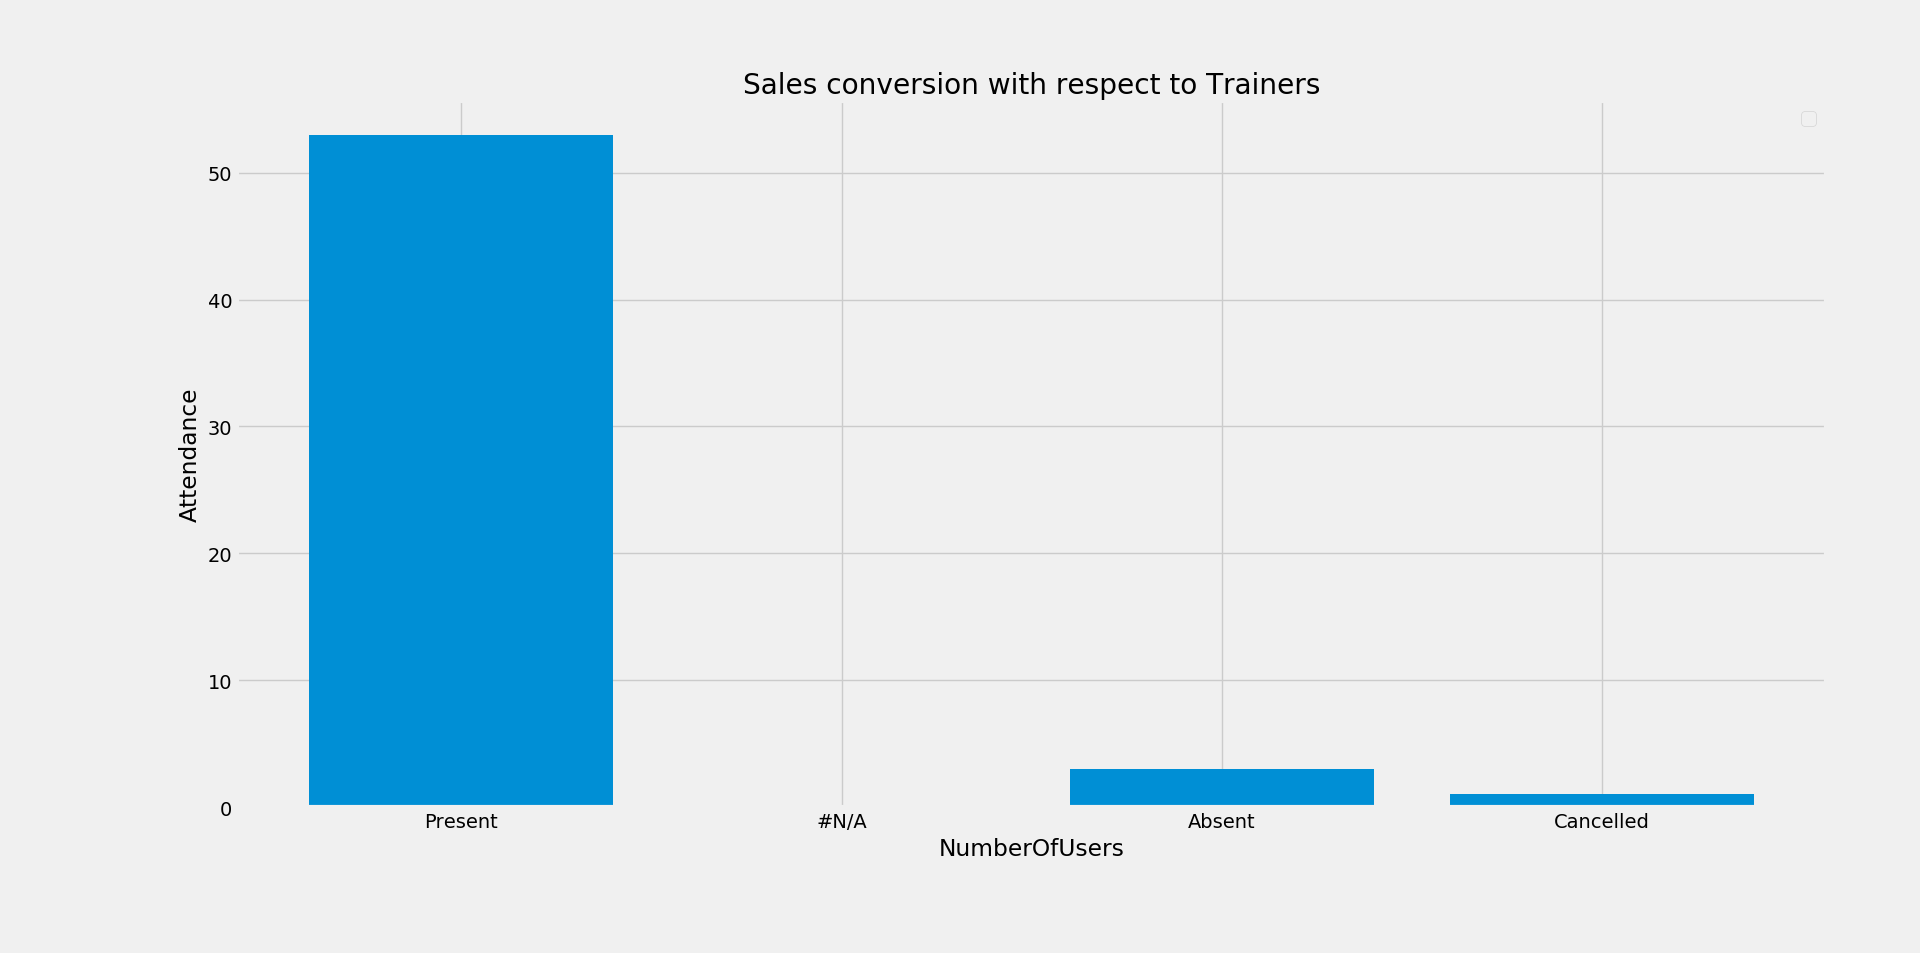 Sales conversion with respect to Trainers
50
40
30
20
10
0
Attendance
Present
#N/A
Absent
Cancelled
NumberOfUsers